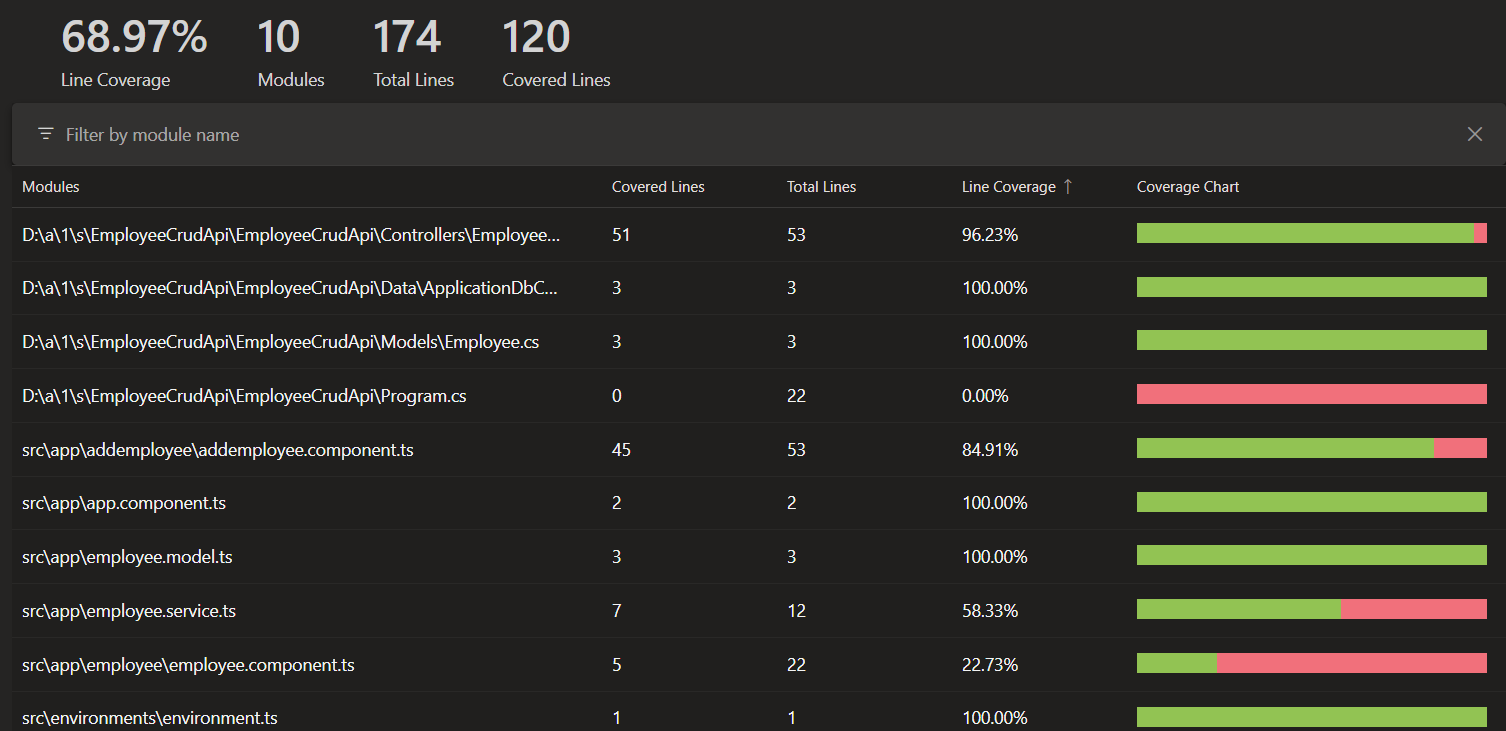 68.97% 10 174 120
Line Coverage Modules Total Lines Covered Lines
Filter by module name
Modules Covered Lines Total Lines Line Coverage ↑ Coverage Chart
D:\a\1\s\EmployeeCrudApi\EmployeeCrudApi\Controllers\Employee... 51 53 96.23%
D:\a\1\s\EmployeeCrudApi\EmployeeCrudApi\Data\ApplicationDbC... 3 3 100.00%
D:\a\1\s\EmployeeCrudApi\EmployeeCrudApi\Models\Employee.cs 3 3 100.00%
D:\a\1\s\EmployeeCrudApi\EmployeeCrudApi\Program.cs 0 22 0.00%
src\app\addemployee\addemployee.component.ts 45 53 84.91%
src\app\app.component.ts 2 2 100.00%
src\app\employee.model.ts 3 3 100.00%
src\app\employee.service.ts 7 12 58.33%
src\app\employee\employee.component.ts 5 22 22.73%
src\environments\environment.ts 1 1 100.00%